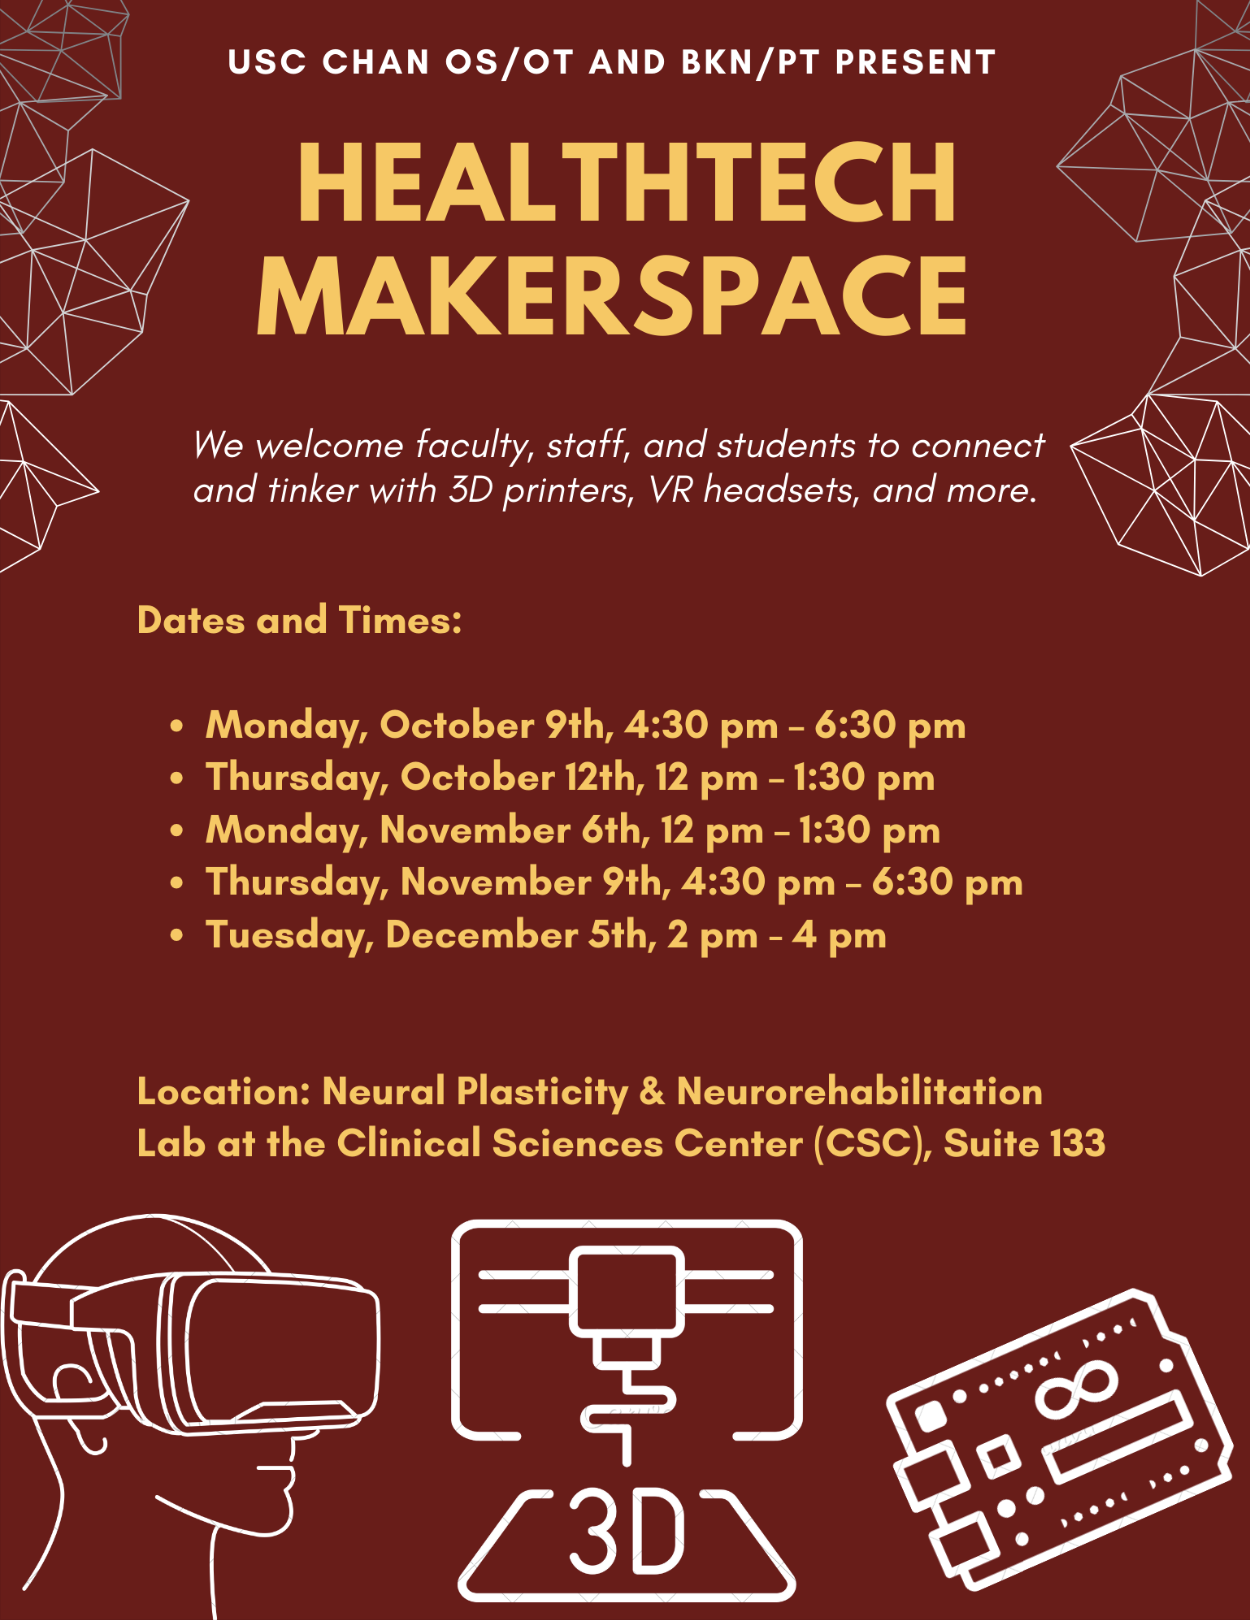 USC CHAN OS/OT AND BKN/PT PRESENT
HEALTHTECH
MAKERSPACE
We welcome faculty, staff, and students to connect
and tinker with 3D printers, VR headsets, and more.
Dates and Times:
• Monday, October 9th, 4:30 pm – 6:30 pm
• Thursday, October 12th, 12 pm – 1:30 pm
• Monday, November 6th, 12 pm – 1:30 pm
• Thursday, November 9th, 4:30 pm – 6:30 pm
• Tuesday, December 5th, 2 pm - 4 pm
Location: Neural Plasticity & Neurorehabilitation
Lab at the Clinical Sciences Center (CSC), Suite 133
3D